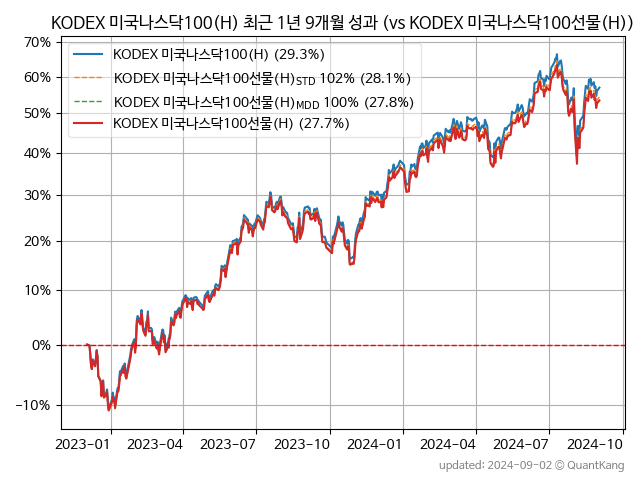 KODEX 미국나스닥100(H) 최근 1년 9개월 성과 (vs KODEX 미국나스닥100선물(H))
70%
60%
50%
40%
30%
20%
10%
0%
−10%
KODEX 미국나스닥100(H) (29.3%)
KODEX 미국나스닥100선물(H)STD 102% (28.1%)
KODEX 미국나스닥100선물(H)MDD 100% (27.8%)
KODEX 미국나스닥100선물(H) (27.7%)
2023-01 2023-04 2023-07 2023-10 2024-01 2024-04 2024-07 2024-10
updated: 2024-09-02 © QuantKang